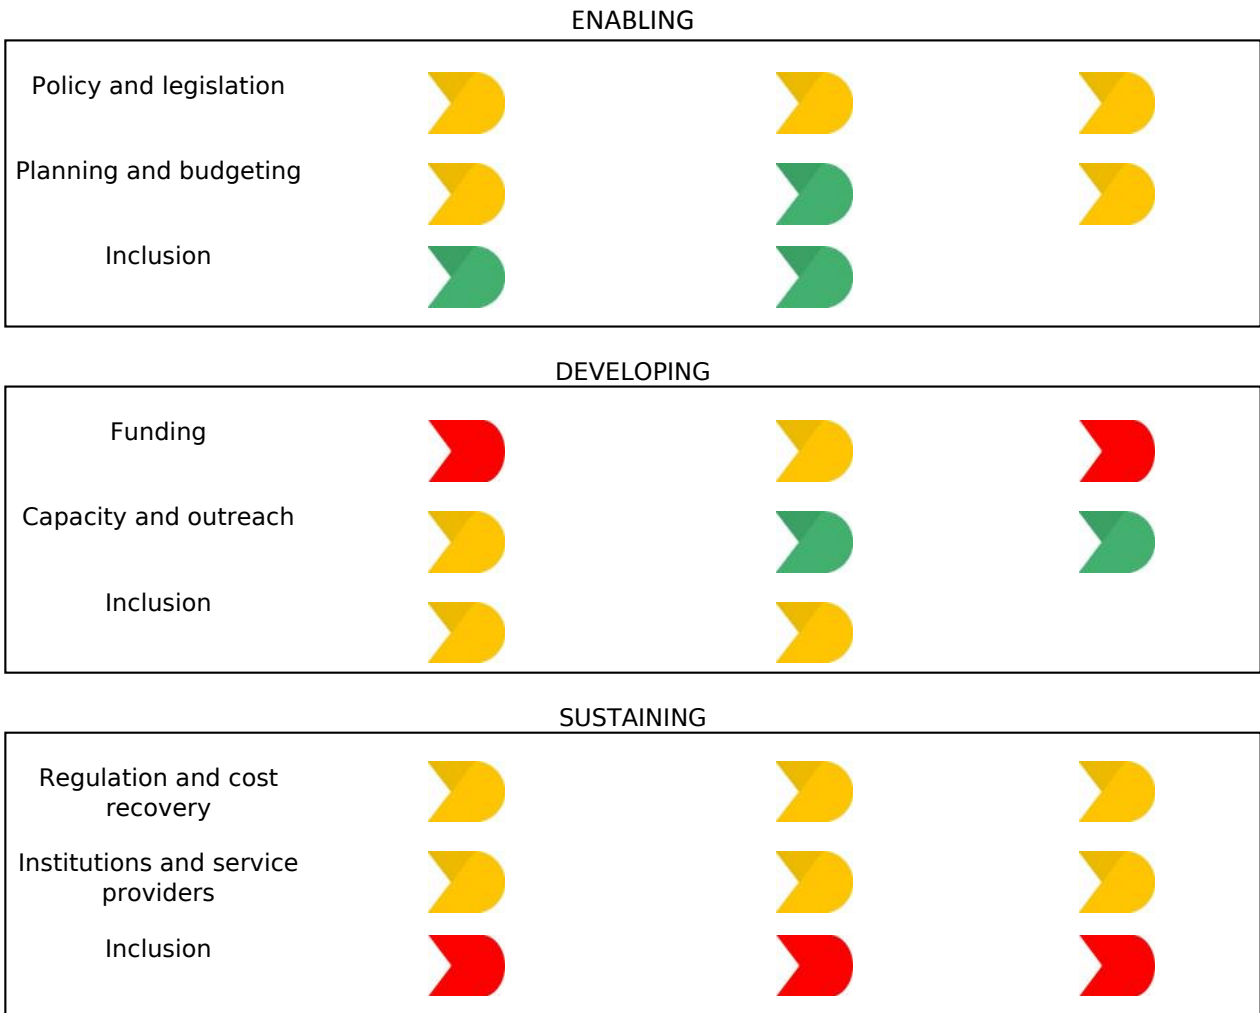 ENABLING
Policy and legislation
Planning and budgeting
Inclusion
DEVELOPING
Funding
Capacity and outreach
Inclusion
SUSTAINING
Regulation and cost
recovery
Institutions and service
providers
Inclusion